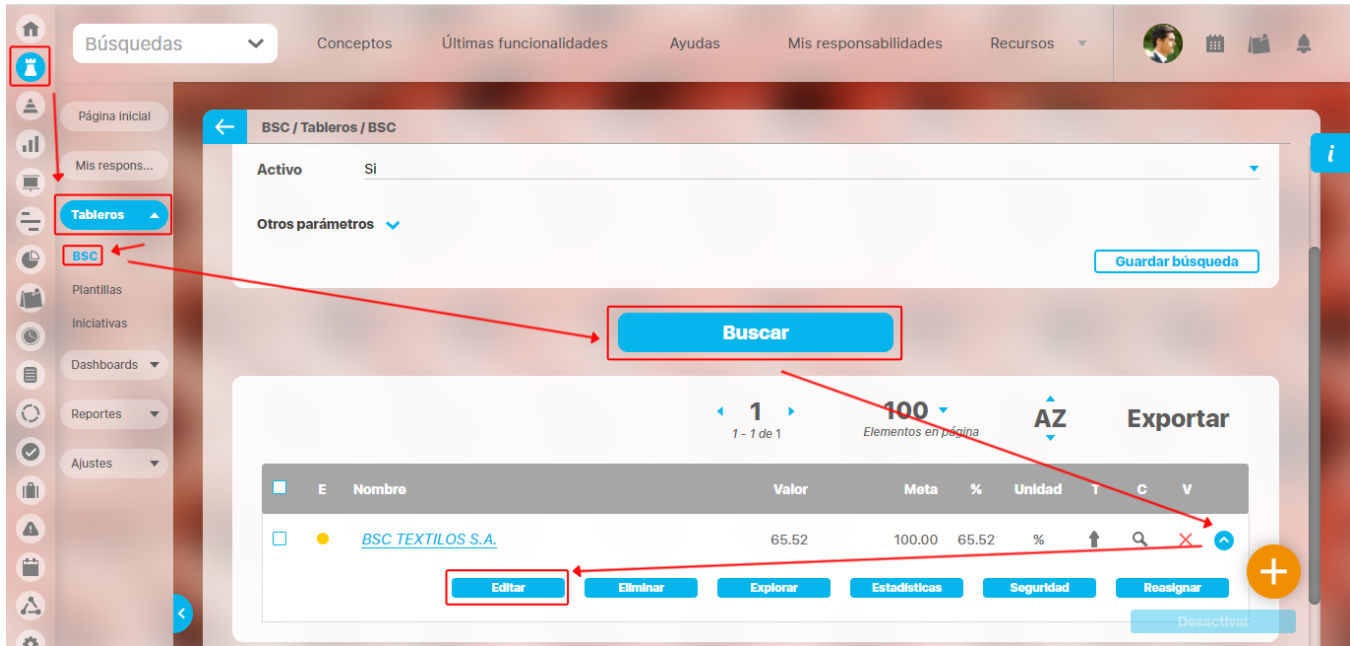 Búsquedas
Conceptos
Últimas funcionalidades
Ayudas
Mis responsabilidades
Recursos
Página inicial
Mis respons...
Tableros
BSC
Plantillas
Iniciativas
Dashboards
Reportes
Ajustes
BSC / Tableros / BSC
i
Activo Si
Otros parámetros
Guardar búsqueda
Buscar
1
1 - 1 de 1
100
Elementos en página
AZ
Exportar
E Nombre Valor Meta % Unidad T C V
BSC TEXTILOS S.A. 65.52 100.00 65.52 %
Editar Eliminar Explorar Estadísticas Seguridad Reasignar
Desactivar